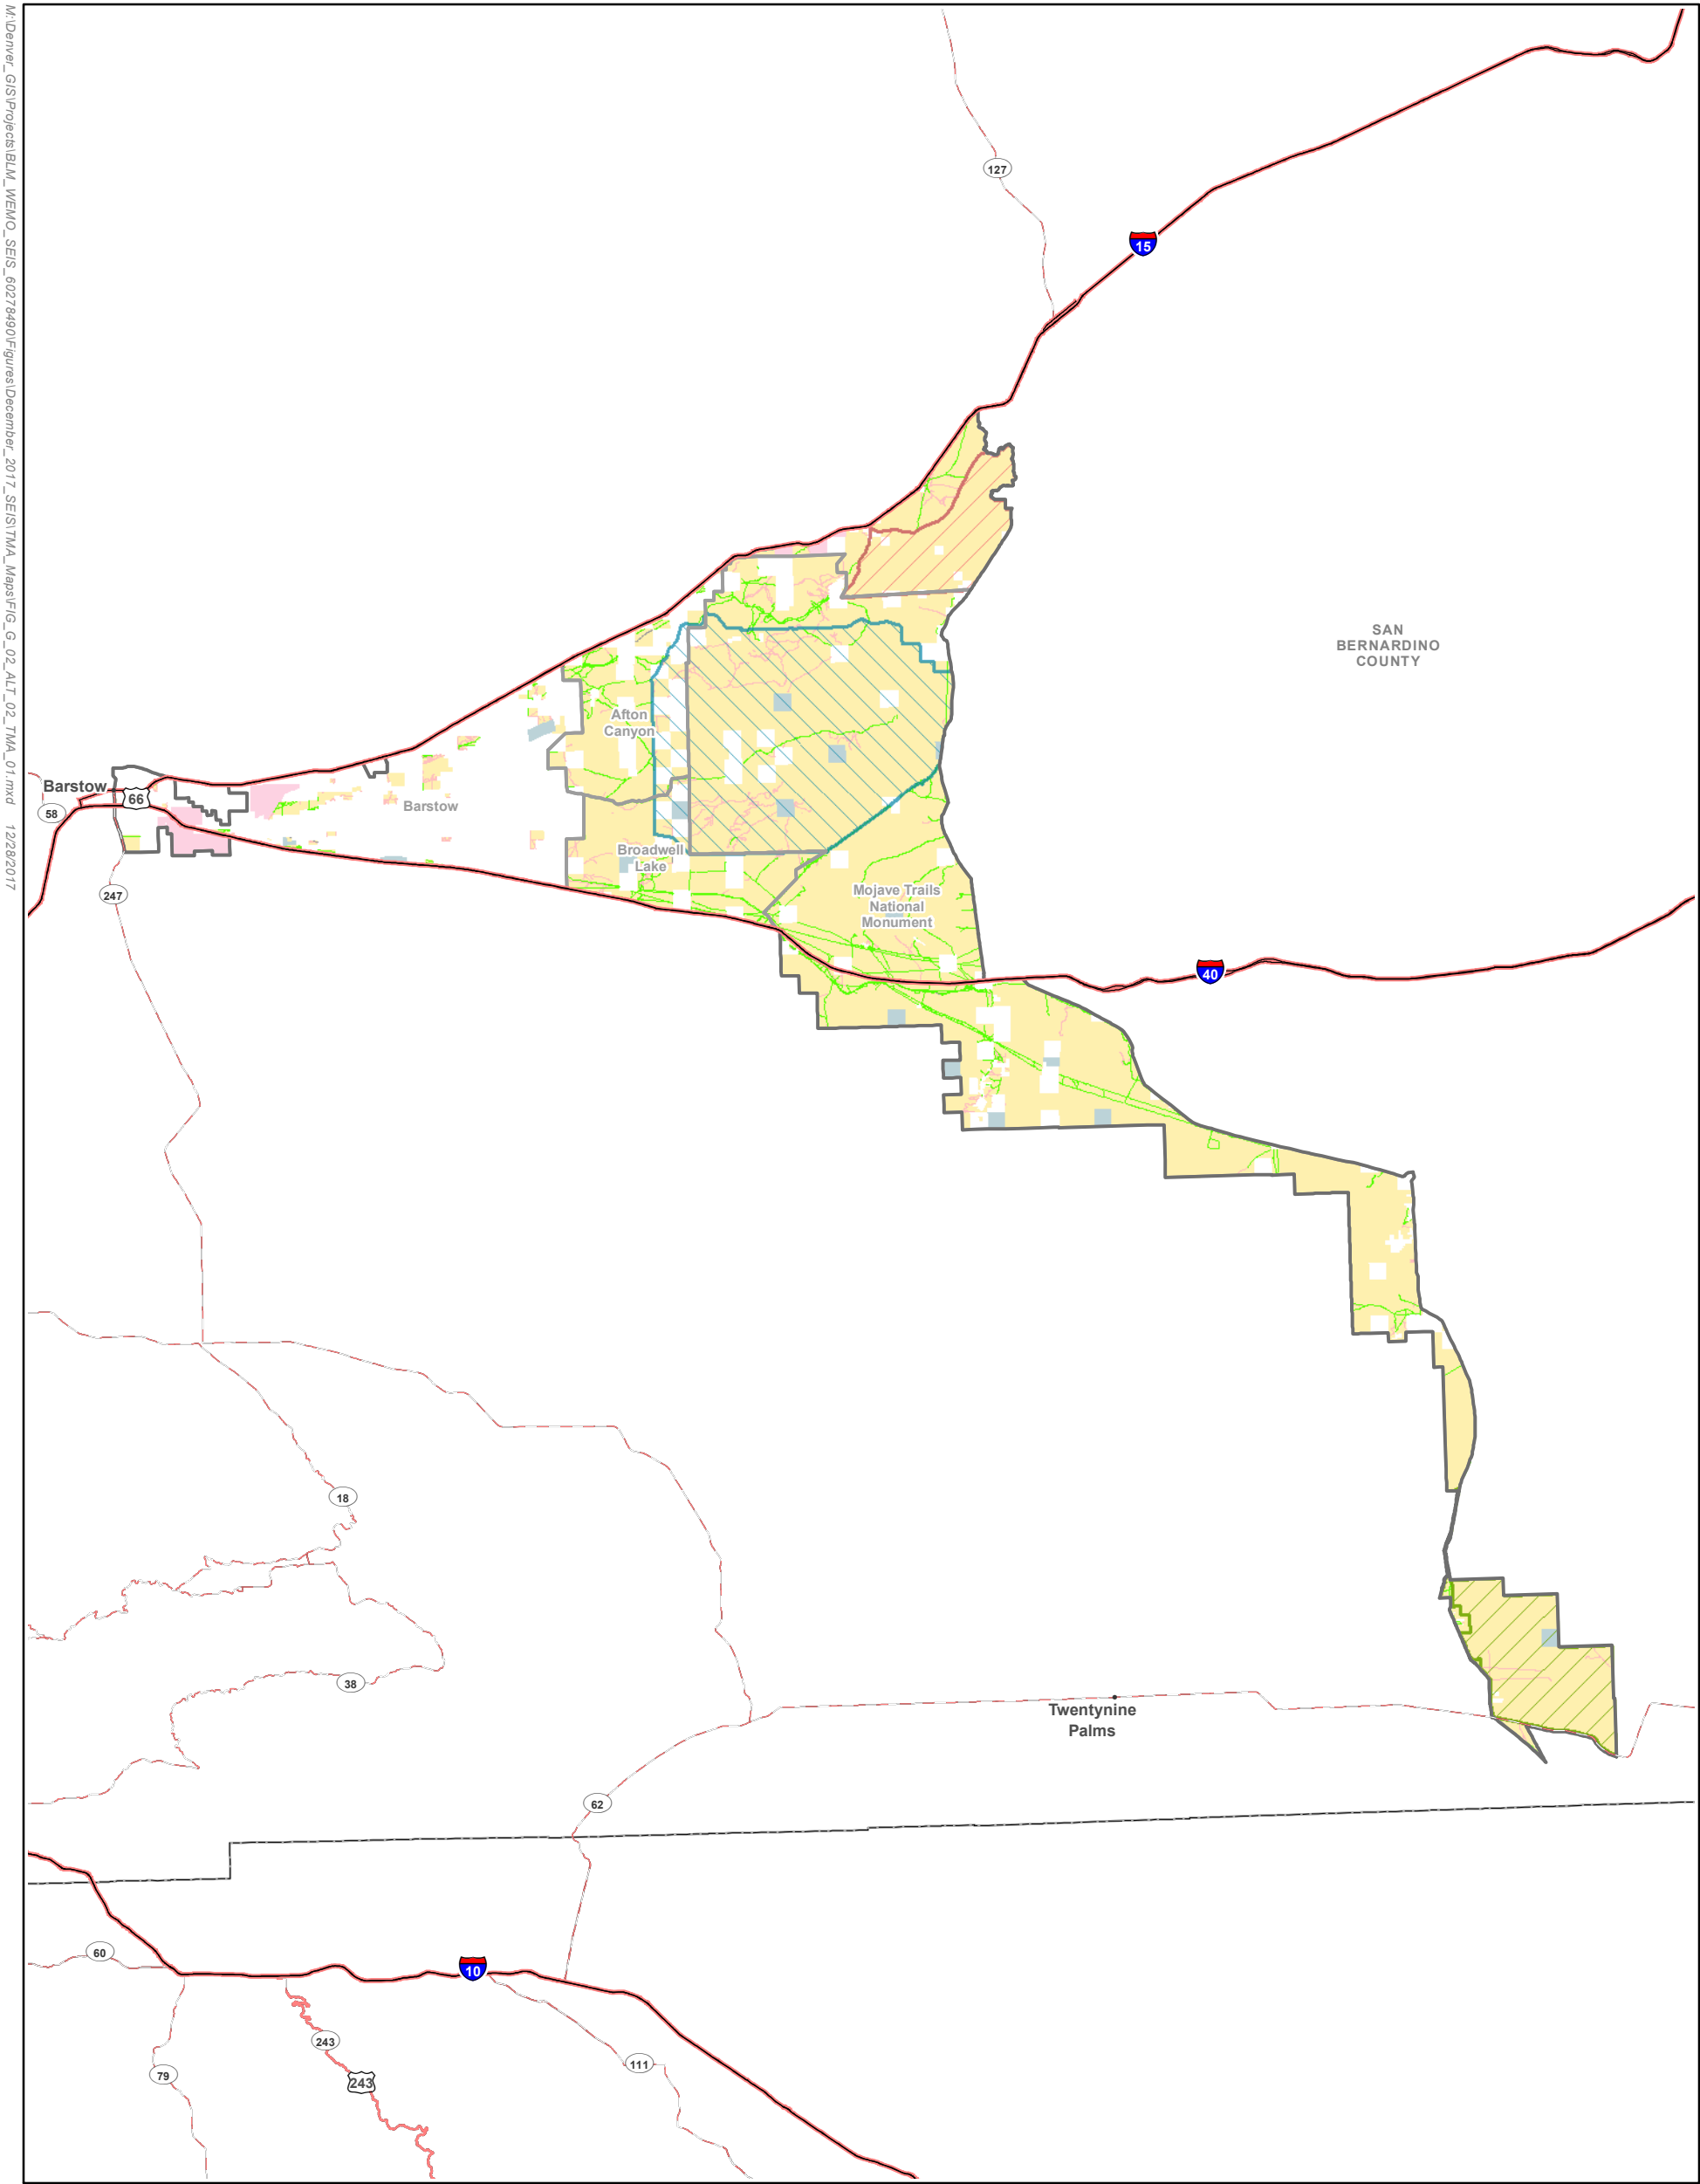 M:\Denver_GIS\Projects\BLM_WEMO_SEIS_60278490\Figures\December_2017_SEIS\TMA_Maps\FIG_G_02_ALT_02_TMA_01.mxd 12/28/2017
127
15
SAN
BERNARDINO
COUNTY
Afton
Canyon
Barstow
66
58
Barstow
Broadwell
Lake
247
Mojave Trails
National
Monument
40
18
38
Twentynine
Palms
62
60
10
243
79
243
111